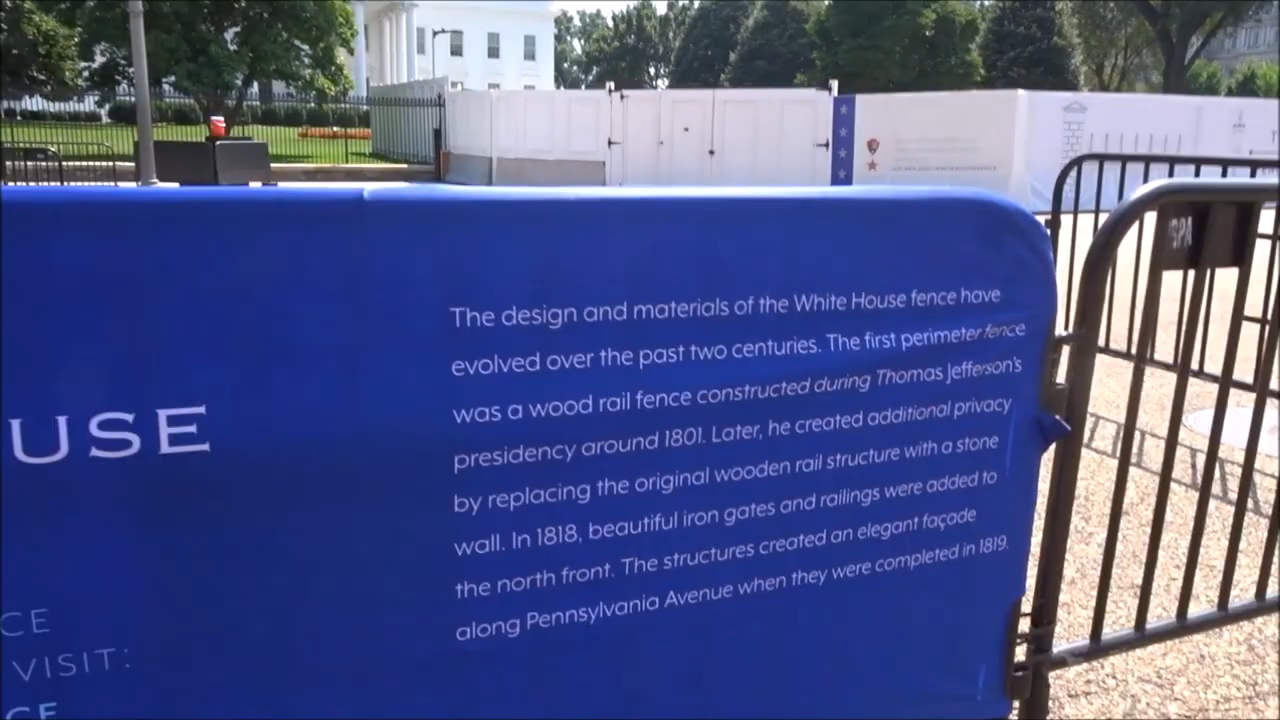 The design and materials of the White House fence have
evolved over the past two centuries. The first perimeter fence
was a wood rail fence constructed during Thomas Jefferson's
presidency around 1801. Later, he created additional privacy
by replacing the original wooden rail structure with a stone
wall. In 1818, beautiful iron gates and railings were added to
the north front. The structures created an elegant façade
along Pennsylvania Avenue when they were completed in 1819.
USE
CE
VISIT:
CE